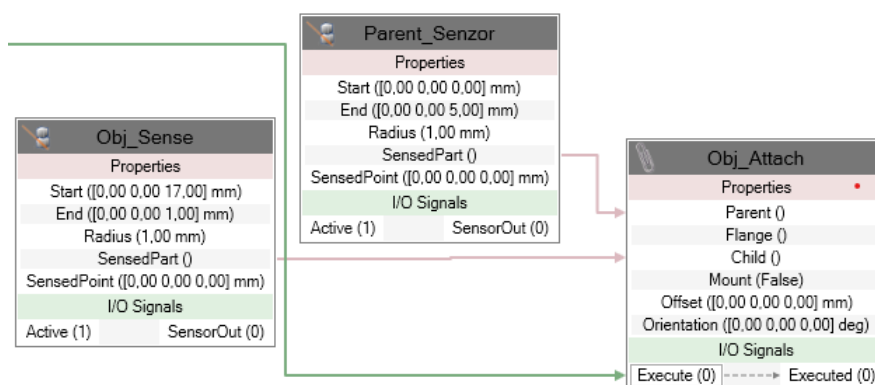 Parent_Senzor
Properties
Start ([0,00 0,00 0,00] mm)
End ([0,00 0,00 5,00] mm)
Radius (1,00 mm)
SensedPart ()
SensedPoint ([0,00 0,00 0,00] mm)
I/O Signals
Active (1) SensorOut (0)
Obj_Sense
Properties
Start ([0,00 0,00 17,00] mm)
End ([0,00 0,00 1,00] mm)
Radius (1,00 mm)
SensedPart ()
SensedPoint ([0,00 0,00 0,00] mm)
I/O Signals
Active (1) SensorOut (0)
Obj_Attach
Properties
Parent ()
Flange ()
Child ()
Mount (False)
Offset ([0,00 0,00 0,00] mm)
Orientation ([0,00 0,00 0,00] deg)
I/O Signals
Execute (0) Executed (0)